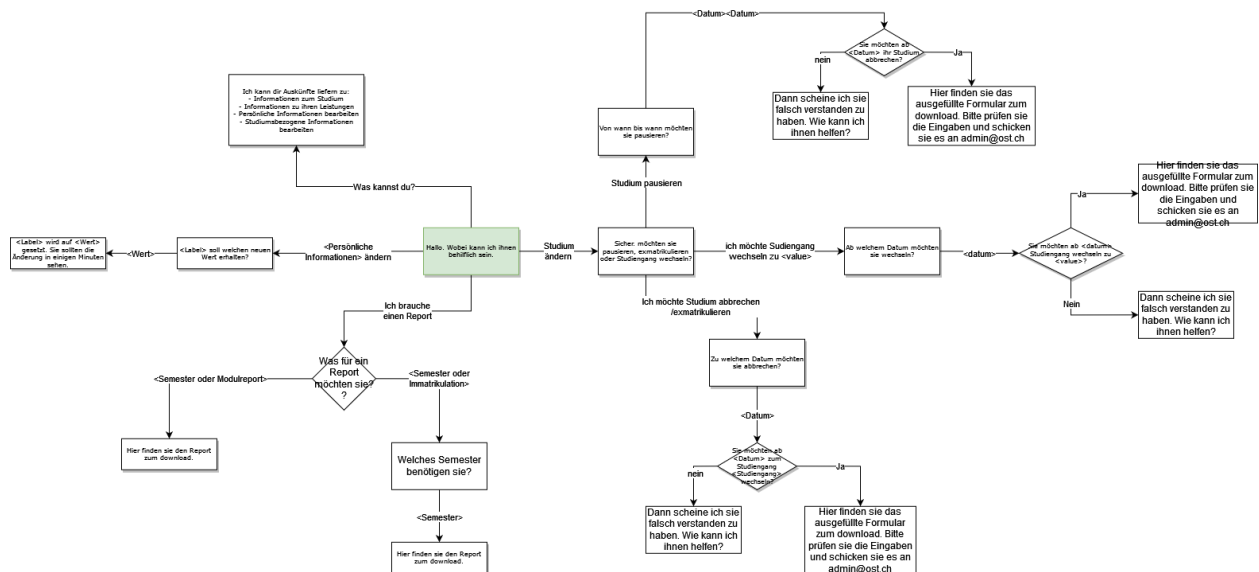 <Datum><Datum>
Sie möchten ab
<Datum> ihr Studium
abbrechen?
nein
Ja
Dann scheine ich sie
falsch verstanden zu
haben. Wie kann ich
ihnen helfen?
Hier finden sie das
ausgefüllte Formular zum
download. Bitte prüfen sie
die Eingaben und schicken
sie es an admin@ost.ch
Ich kann dir Auskünfte liefern zu:
- Informationen zum Studium
- Informationen zu ihren Leistungen
- Persönliche Informationen bearbeiten
- Studiumsbezogene Informationen
bearbeiten
Von wann bis wann möchten
sie pausieren?
Was kannst du?
Studium pausieren
<Label> wird auf <Wert>
gesetzt. Sie sollten die
Änderung in einigen Minuten
sehen.
<Wert>
<Label> soll welchen neuen
Wert erhalten?
<Persönliche
Informationen> ändern
Hallo. Wobei kann ich ihnen
behilflich sein.
Studium
ändern
Sicher. möchten sie
pausieren, exmatrikulieren
oder Studiengang wechseln?
ich möchte Sudiengang
wechseln zu <value>
Ab welchem Datum möchten
sie wechseln?
<datum>
Sie möchten ab <datum>
Studiengang wechseln zu
<value>?
Ja
Hier finden sie das
ausgefüllte Formular zum
download. Bitte prüfen sie
die Eingaben und
schicken sie es an
admin@ost.ch
Nein
Dann scheine ich sie
falsch verstanden zu
haben. Wie kann ich
ihnen helfen?
Ich brauche
einen Report
Was für ein
Report
möchten sie?
?
<Semester oder Modulreport>
Hier finden sie den Report
zum download.
<Semester oder
Immatrikulation>
Welches Semester
benötigen sie?
<Semester>
Hier finden sie den Report
zum download.
Ich möchte Studium abbrechen
/exmatrikulieren
Zu welchem Datum möchten
sie abbrechen?
<Datum>
Sie möchten ab
<Datum> zum
Studiengang
<Studiengang>
wechseln?
nein
Ja
Dann scheine ich sie
falsch verstanden zu
haben. Wie kann ich
ihnen helfen?
Hier finden sie das
ausgefüllte Formular
zum download. Bitte
prüfen sie die Eingaben
und schicken sie es an
admin@ost.ch